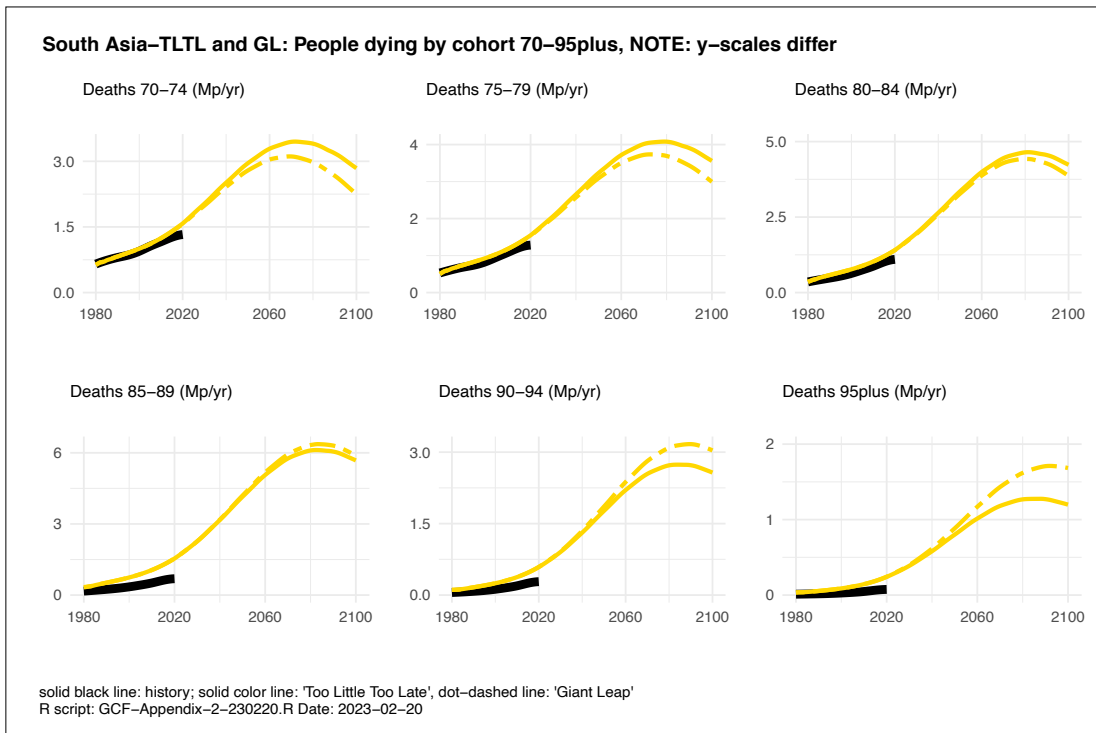 South Asia−TLTL and GL: People dying by cohort 70−95plus, NOTE: y−scales differ
Deaths 70−74 (Mp/yr)
3.0
1.5
0.0
1980 2020 2060 2100
Deaths 75−79 (Mp/yr)
4
2
0
1980 2020 2060 2100
Deaths 80−84 (Mp/yr)
5.0
2.5
0.0
1980 2020 2060 2100
Deaths 85−89 (Mp/yr)
6
3
0
1980 2020 2060 2100
Deaths 90−94 (Mp/yr)
3.0
1.5
0.0
1980 2020 2060 2100
Deaths 95plus (Mp/yr)
2
1
0
1980 2020 2060 2100
solid black line: history; solid color line: 'Too Little Too Late', dot−dashed line: 'Giant Leap'
R script: GCF−Appendix−2−230220.R Date: 2023−02−20